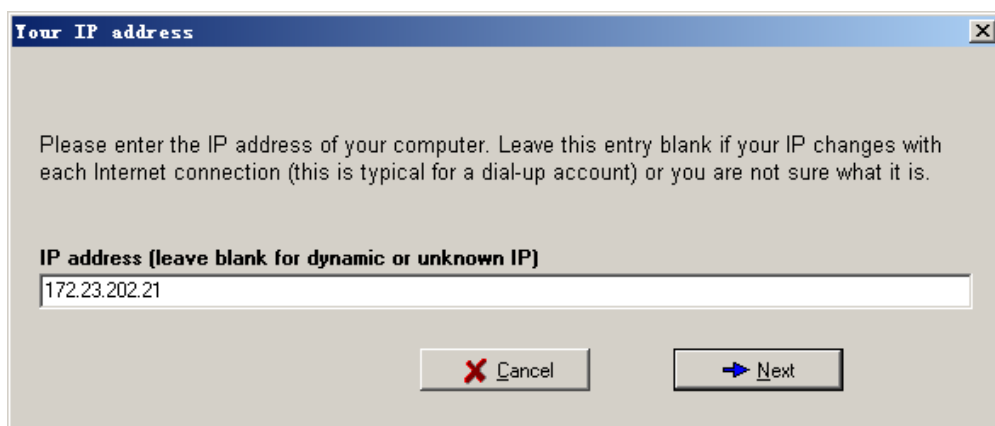 Your IP address
Please enter the IP address of your computer. Leave this entry blank if your IP changes with
each Internet connection (this is typical for a dial-up account) or you are not sure what it is.
IP address (leave blank for dynamic or unknown IP)
172.23.202.21
Cancel
Next